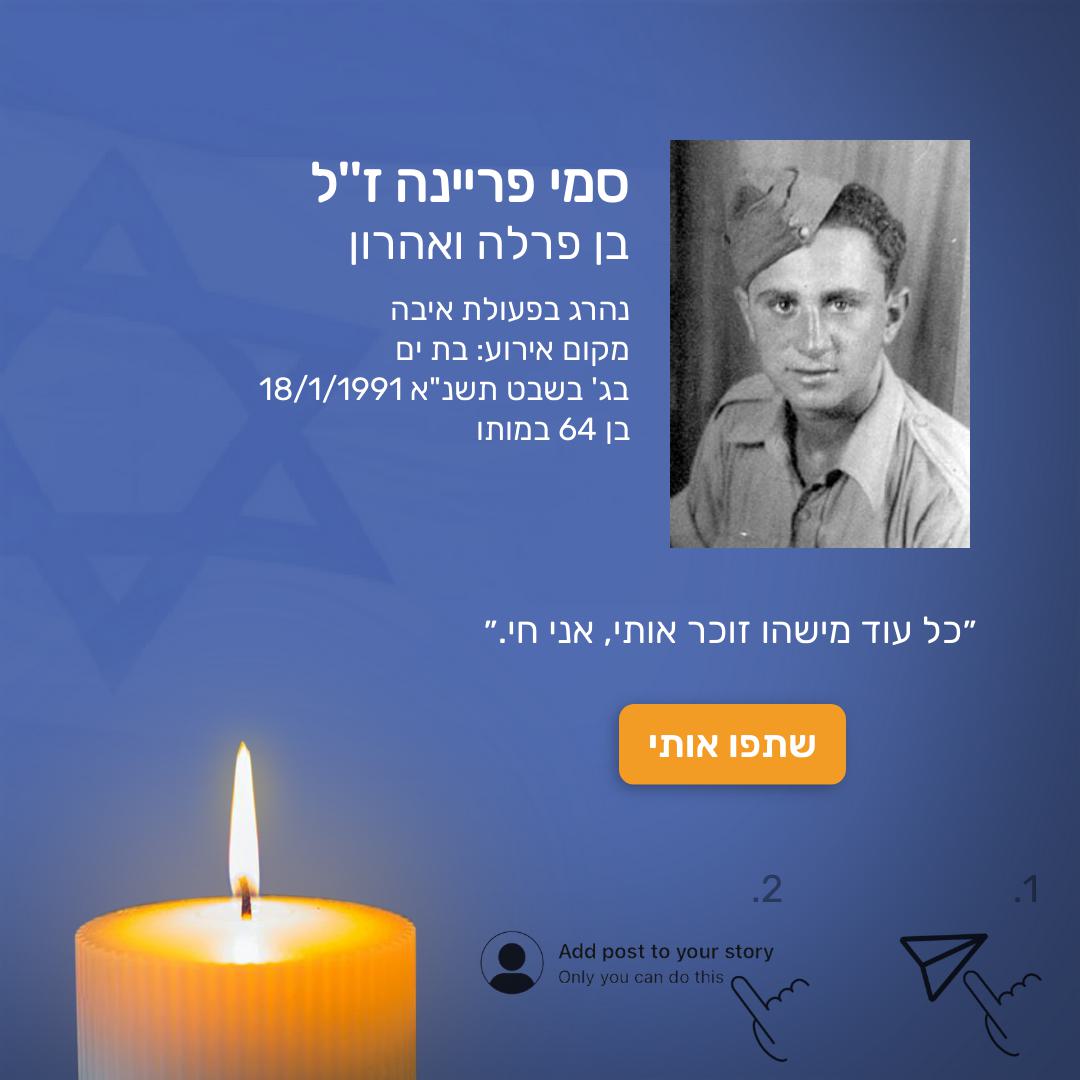 סמי פריינה ז"ל
בן פרלה ואהרון
נהרג בפעולת איבה
מקום אירוע: בת ים
בג' בשבט תשנ"א 18/1/1991
בן 64 במותו
״כל עוד מישהו זוכר אותי, אני חי.״
שתפו אותי
.1
.2
Add post to your story
Only you can do this